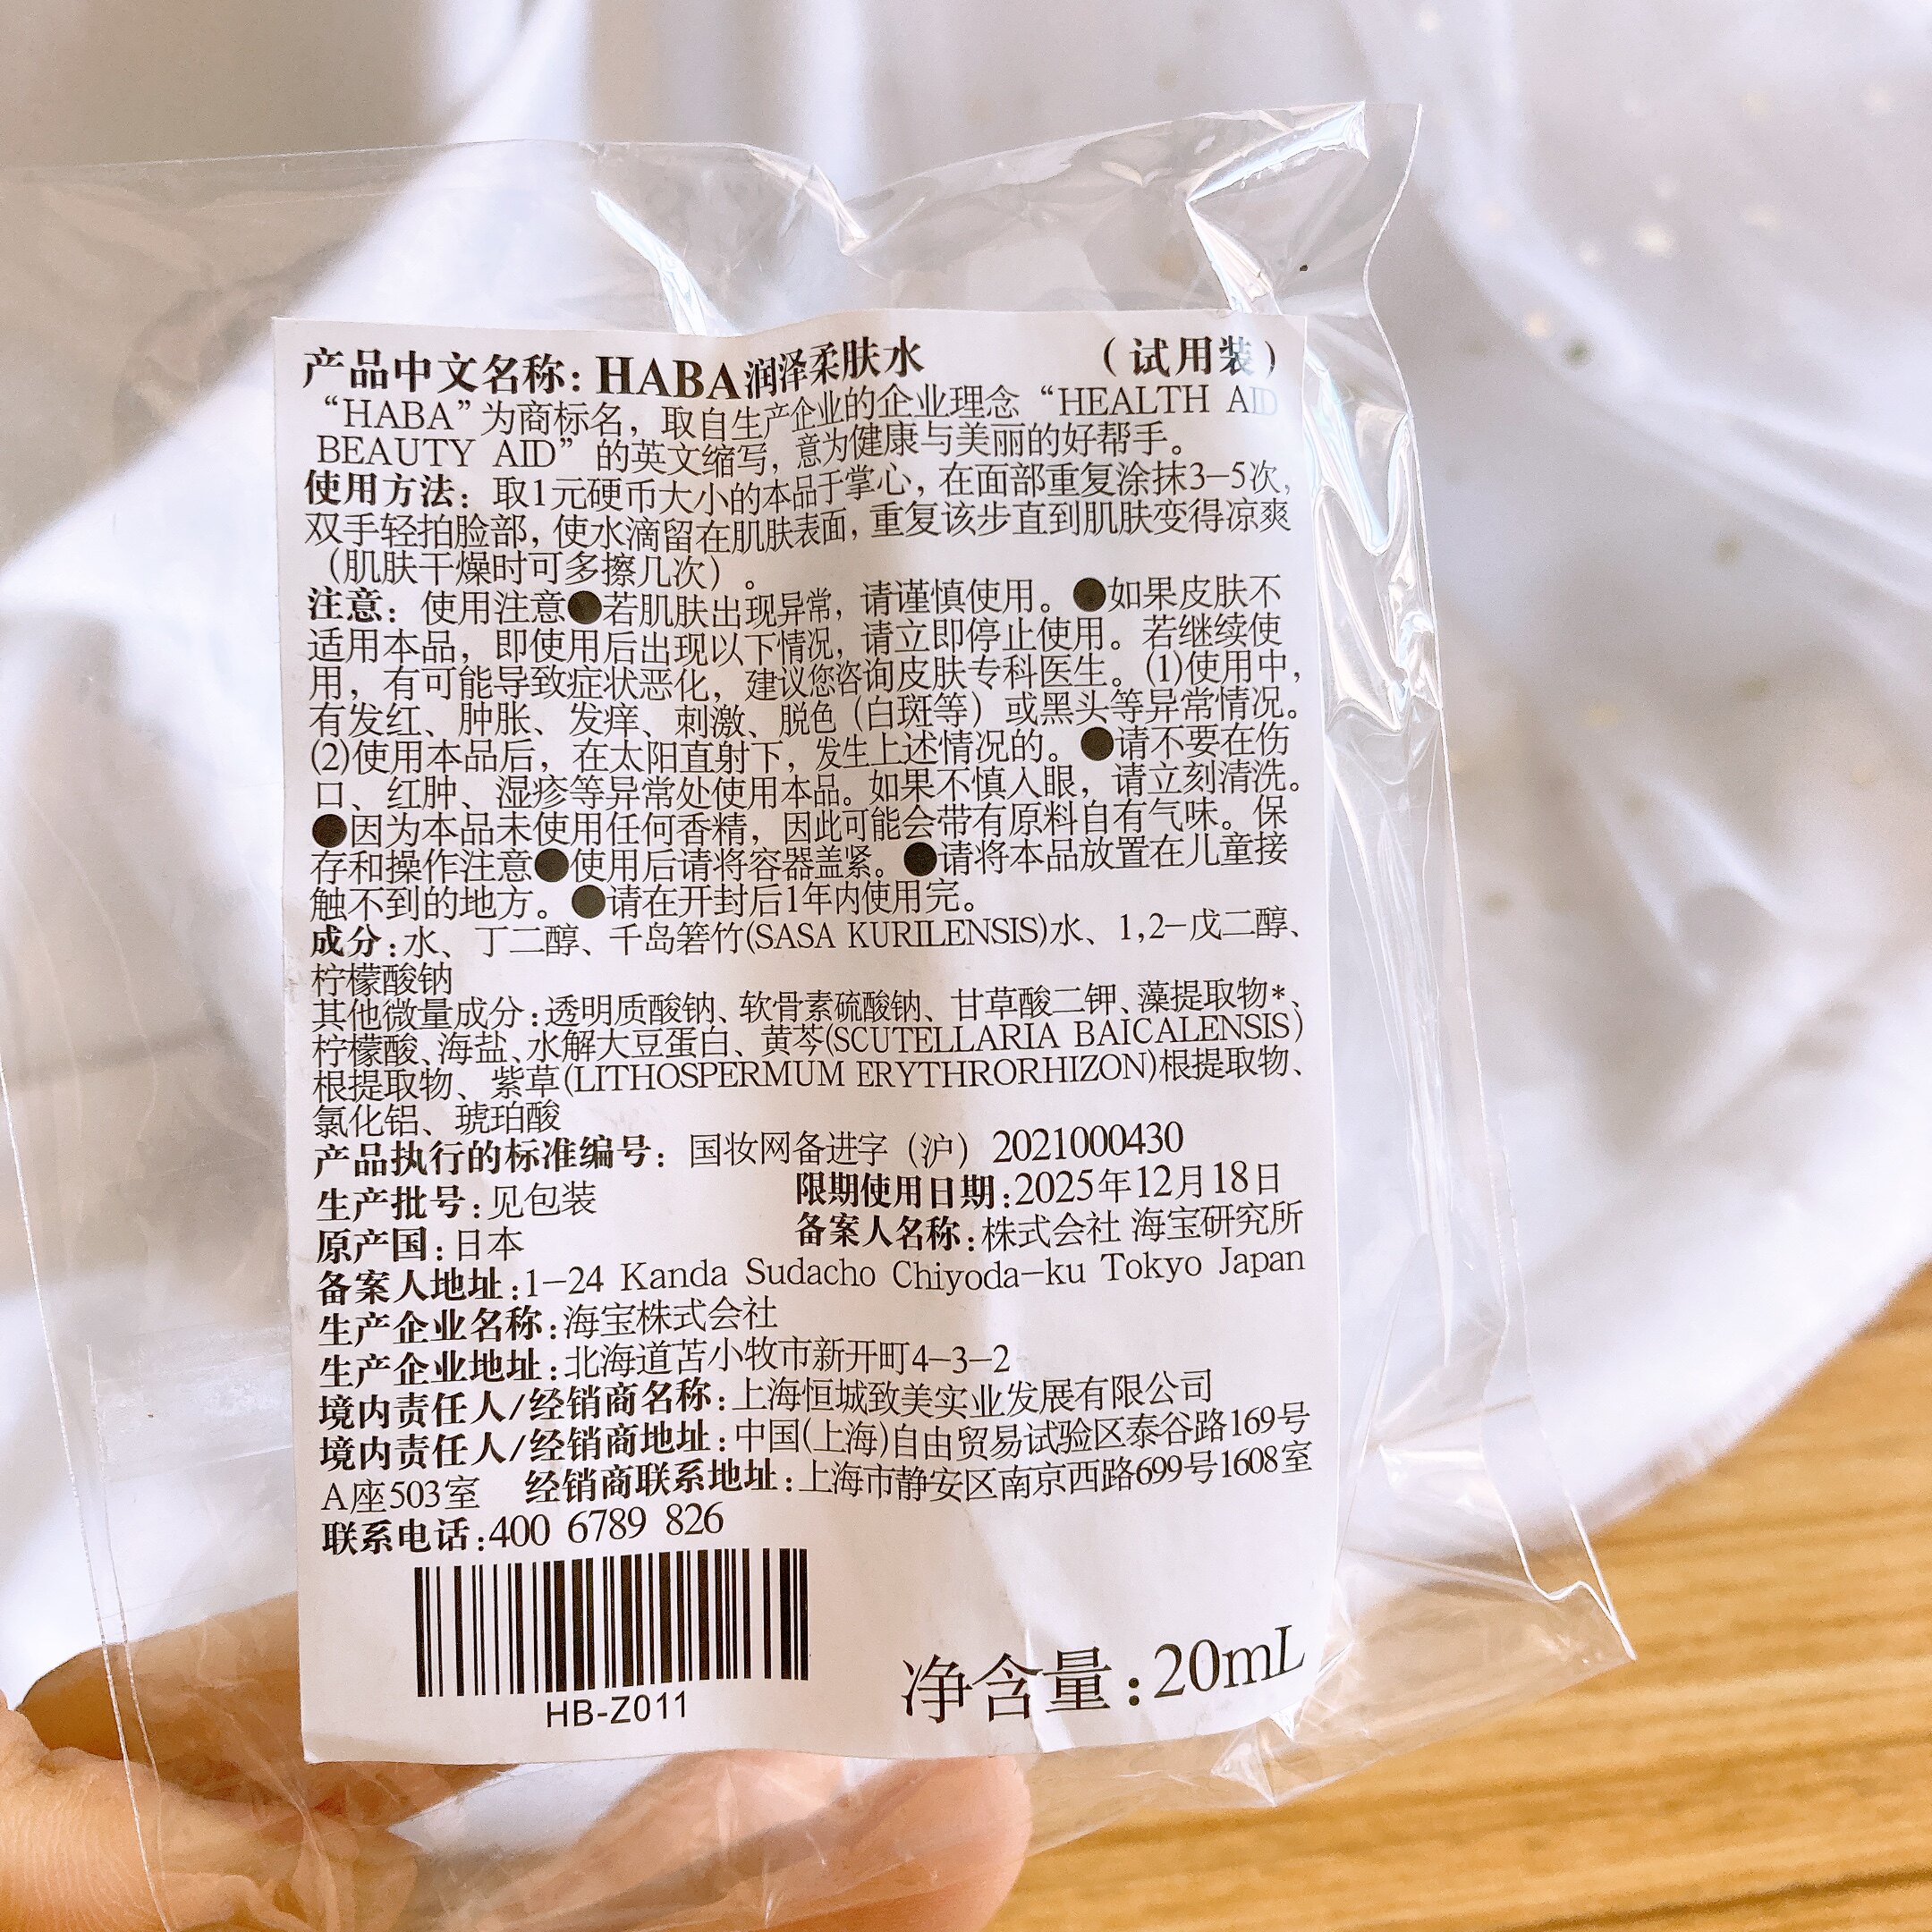 产品中文名称：HABA润泽柔肤水 （试用装）
“HABA”为商标名，取自生产企业的企业理念“HEALTH AID
BEAUTY AID”的英文缩写，意为健康与美丽的好帮手。
使用方法：取1元硬币大小的本品于掌心，在面部重复涂抹3-5次，
双手轻拍脸部，使水滴留在肌肤表面，重复该步直到肌肤变得凉爽
（肌肤干燥时可多擦几次）。
注意：使用注意●若肌肤出现异常，请谨慎使用。●如果皮肤不
适用本品，即使用后出现以下情况，请立即停止使用。若继续使
用，有可能导致症状恶化，建议您咨询皮肤专科医生。(1)使用中，
有发红、肿胀、发痒、刺激、脱色（白斑等）或黑头等异常情况。
(2)使用本品后，在太阳直射下，发生上述情况的。●请不要在伤
口、红肿、湿疹等异常处使用本品。如果不慎入眼，请立刻清洗。
●因为本品未使用任何香精，因此可能会带有原料自有气味。保
存和操作注意●使用后请将容器盖紧。●请将本品放置在儿童接
触不到的地方。●请在开封后1年内使用完。
成分：水、丁二醇、千岛箬竹(SASA KURILENSIS)水、1,2-戊二醇、
柠檬酸钠
其他微量成分：透明质酸钠、软骨素硫酸钠、甘草酸二钾、藻提取物*、
柠檬酸、海盐、水解大豆蛋白、黄芩(SCUTELLARIA BAICALENSIS)
根提取物、紫草(LITHOSPERMUM ERYTHRORHIZON)根提取物、
氯化铝、琥珀酸
产品执行的标准编号：国妆网备进字（沪）2021000430
生产批号：见包装 限期使用日期：2025年12月18日
原产国：日本 备案人名称：株式会社 海宝研究所
备案人地址：1-24 Kanda Sudacho Chiyoda-ku Tokyo Japan
生产企业名称：海宝株式会社
生产企业地址：北海道苫小牧市新开町4-3-2
境内责任人/经销商名称：上海恒城致美实业发展有限公司
境内责任人/经销商地址：中国(上海)自由贸易试验区泰谷路169号
A座503室 经销商联系地址：上海市静安区南京西路699号1608室
联系电话：400 6789 826
HB-Z011
净含量：20mL